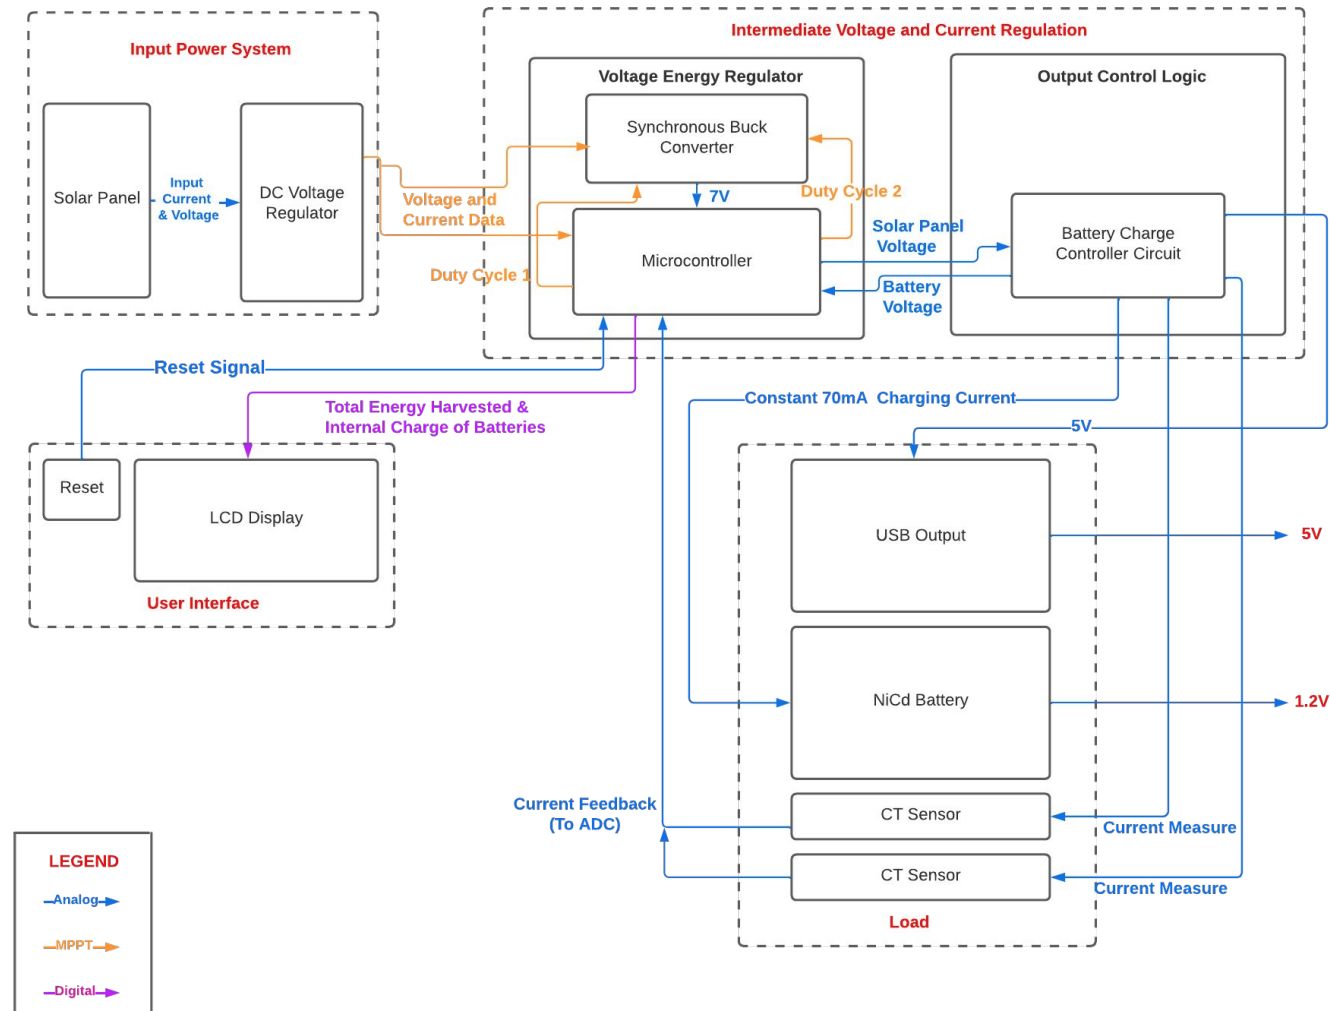 Input Power System
Solar Panel
Input
Current
& Voltage
DC Voltage
Regulator
Intermediate Voltage and Current Regulation
Voltage Energy Regulator
Synchronous Buck
Converter
Voltage and
Current Data
7V
Duty Cycle 2
Duty Cycle 1
Microcontroller
Output Control Logic
Solar Panel
Voltage
Battery
Voltage
Battery Charge
Controller Circuit
Reset Signal
Total Energy Harvested &
Internal Charge of Batteries
Reset
LCD Display
User Interface
Constant 70mA  Charging Current
5V
USB Output
5V
NiCd Battery
1.2V
Current Feedback
(To ADC)
CT Sensor
Current Measure
CT Sensor
Current Measure
Load
LEGEND
Analog
MPPT
Digital